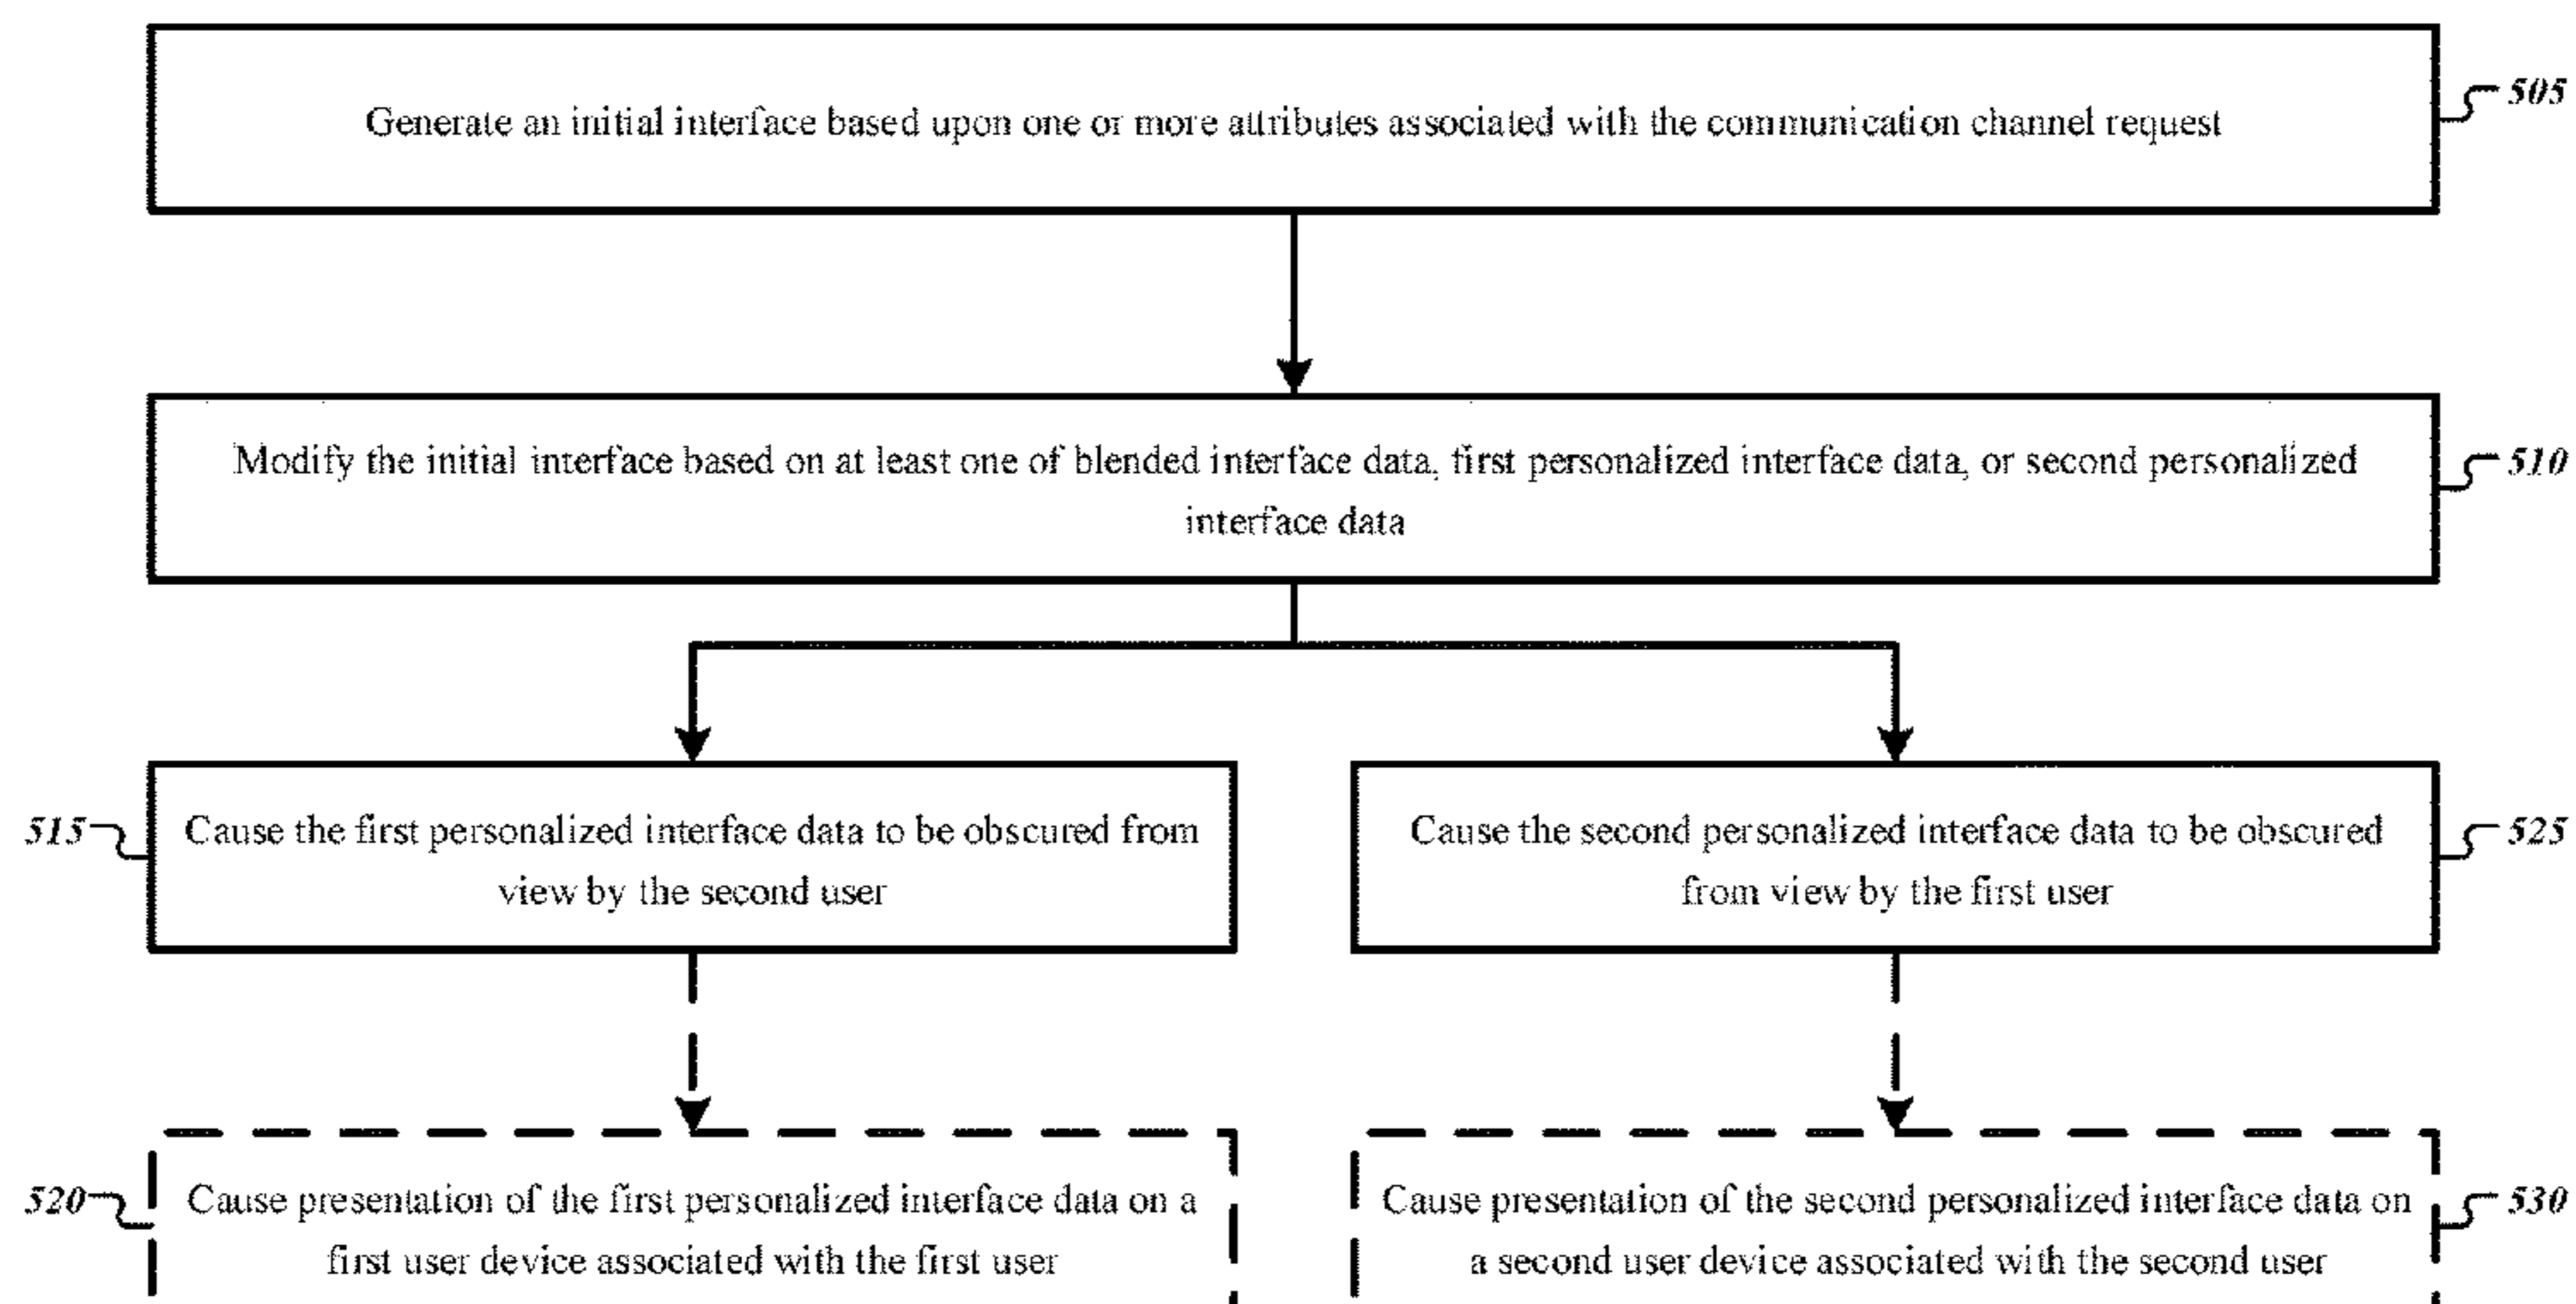 Generate an initial interface based upon one or more attributes associated with the communication channel request
505
Modify the initial interface based on at least one of blended interface data, first personalized interface data, or second personalized
interface data
510
515
Cause the first personalized interface data to be obscured from
view by the second user
Cause the second personalized interface data to be obscured
from view by the first user
525
520
Cause presentation of the first personalized interface data on a
first user device associated with the first user
Cause presentation of the second personalized interface data on
a second user device associated with the second user
530